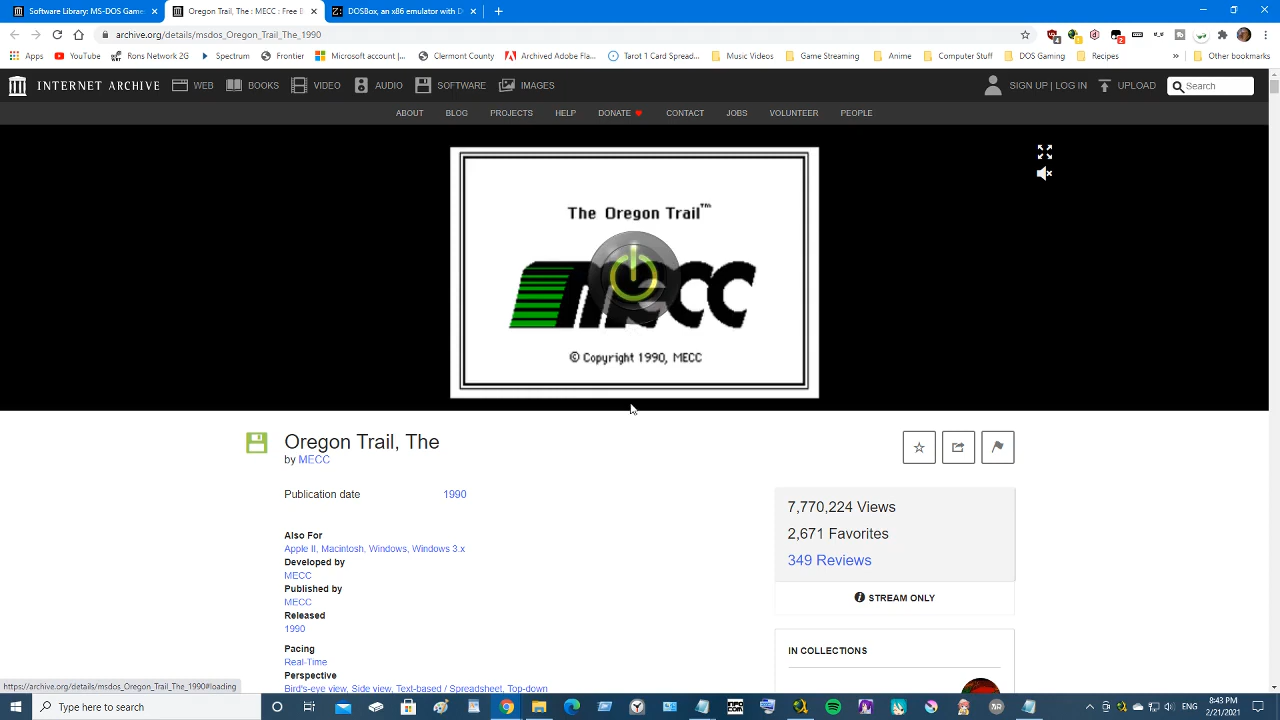 Software Library: MS-DOS Game
Oregon Trail, The : MECC : Free B
DOSBox, an x86 emulator with D
archive.org/details/msdos_Oregon_Trail_The_1990
Apps
YouTube
Rons Network 2G
Spectrum
Frontier
Microsoft account |...
Clermont County Co...
Archived Adobe Fla...
Tarot 1 Card Spread...
Music Videos
Game Streaming
Anime
Computer Stuff
DOS Gaming
Recipes
»
Other bookmarks
INTERNET ARCHIVE
WEB
BOOKS
VIDEO
AUDIO
SOFTWARE
IMAGES
SIGN UP | LOG IN
UPLOAD
Search
ABOUT
BLOG
PROJECTS
HELP
DONATE
CONTACT
JOBS
VOLUNTEER
PEOPLE
The Oregon Trail™
MECC
© Copyright 1990, MECC
Oregon Trail, The
by MECC
Publication date 1990
Also For
Apple II, Macintosh, Windows, Windows 3.x
Developed by
MECC
Published by
MECC
Released
1990
Pacing
Real-Time
Perspective
Bird's-eye view, Side view, Text-based / Spreadsheet, Top-down
7,770,224 Views
2,671 Favorites
349 Reviews
STREAM ONLY
IN COLLECTIONS
https://archive.org/details/msdos_Oregon_Trail_The_1990#loading
Type here to search
8:43 PM
2/21/2021